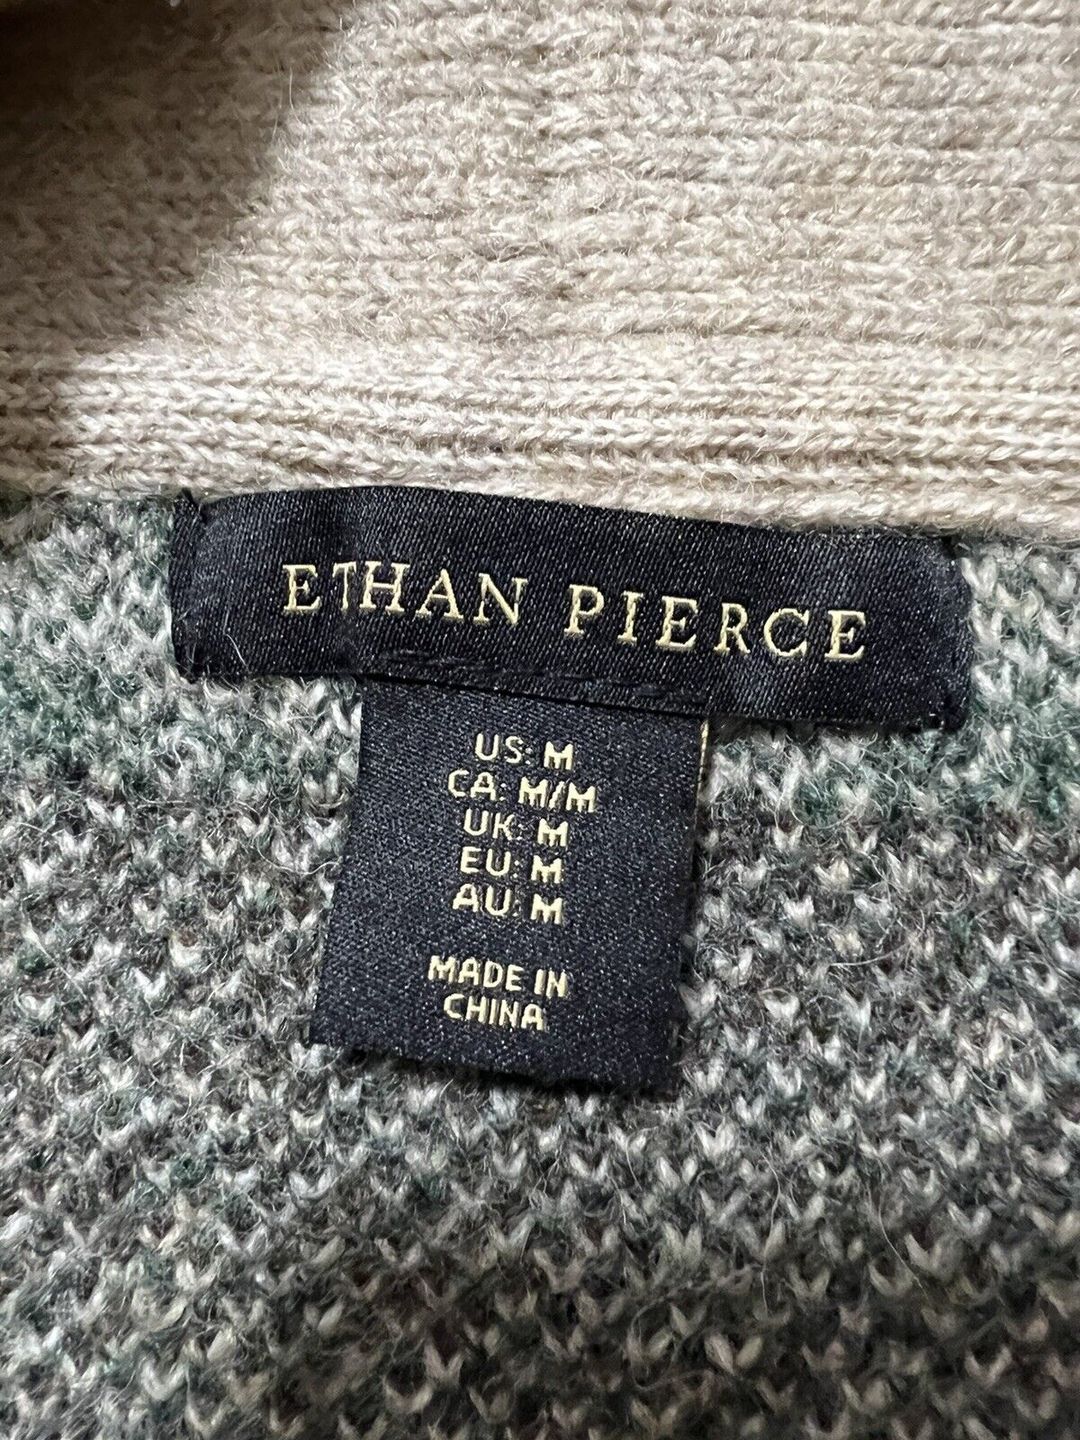 ETHAN PIERCE
US: M
CA: M/M
UK: M
EU: M
AU: M
MADE IN
CHINA